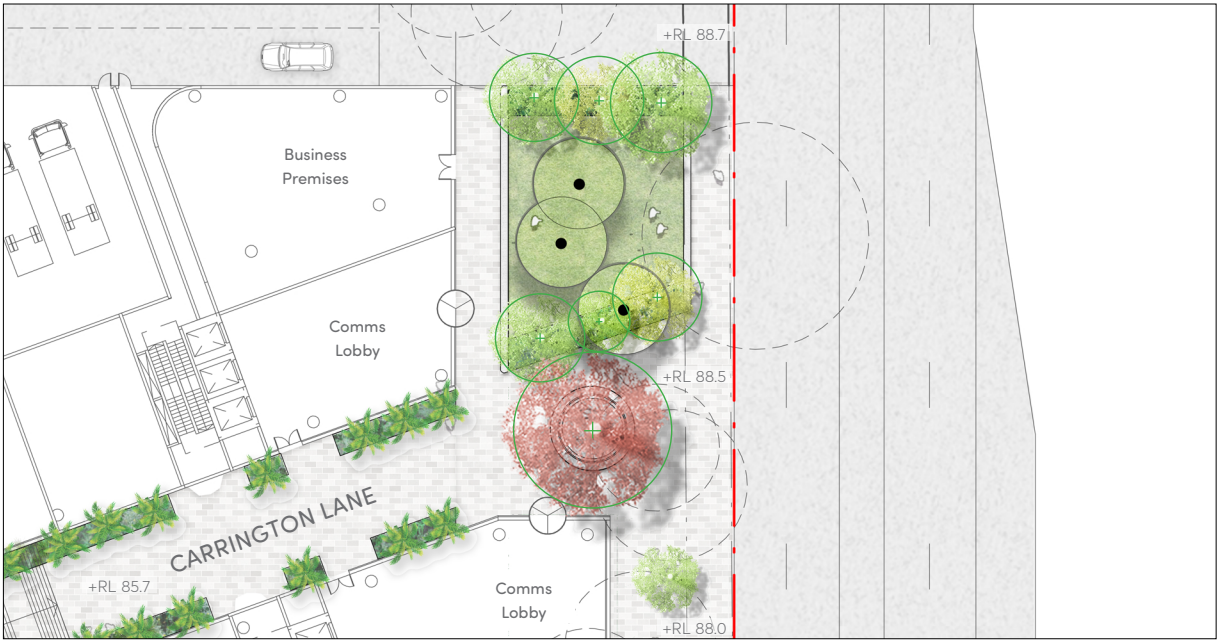 +RL 88.7
Business
Premises
Comms
Lobby
+RL 88.5
CARRINGTON LANE
+RL 85.7
Comms
Lobby
+RL 88.0